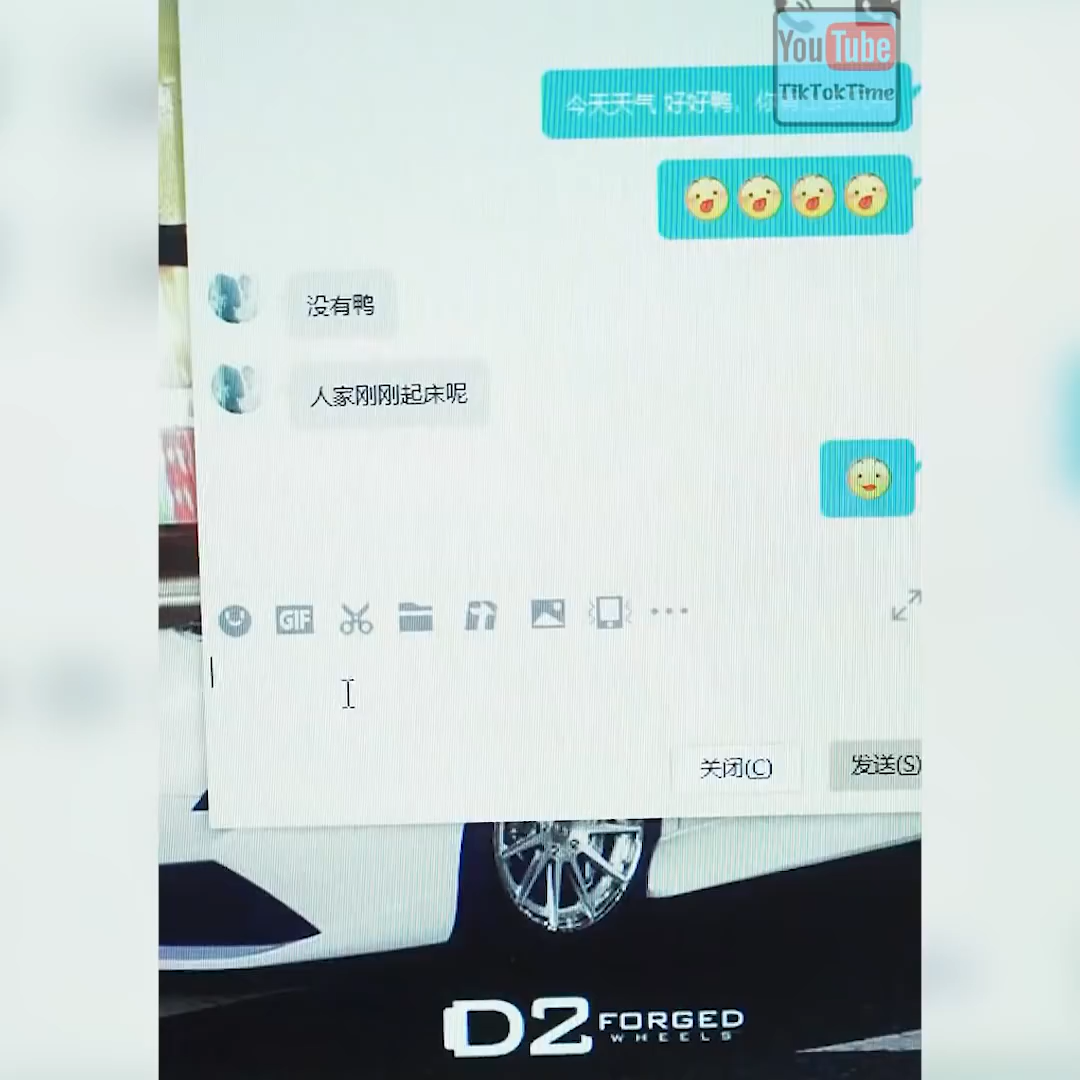 YouTube
TikTokTime
今天天气 好好鸭，你
没有鸭
人家刚刚起床呢
GIF
关闭(C)
发送(S)
D2 FORGED
WHEELS